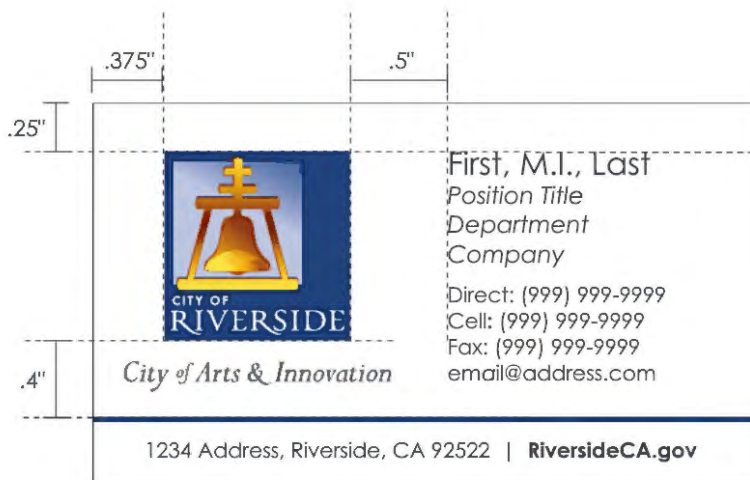 .375"
.5"
.25"
First, M.I., Last
Position Title
Department
Company
Direct: (999) 999-9999
Cell: (999) 999-9999
Fax: (999) 999-9999
email@address.com
CITY OF
RIVERSIDE
City of Arts & Innovation
.4"
1234 Address, Riverside, CA 92522 | RiversideCA.gov